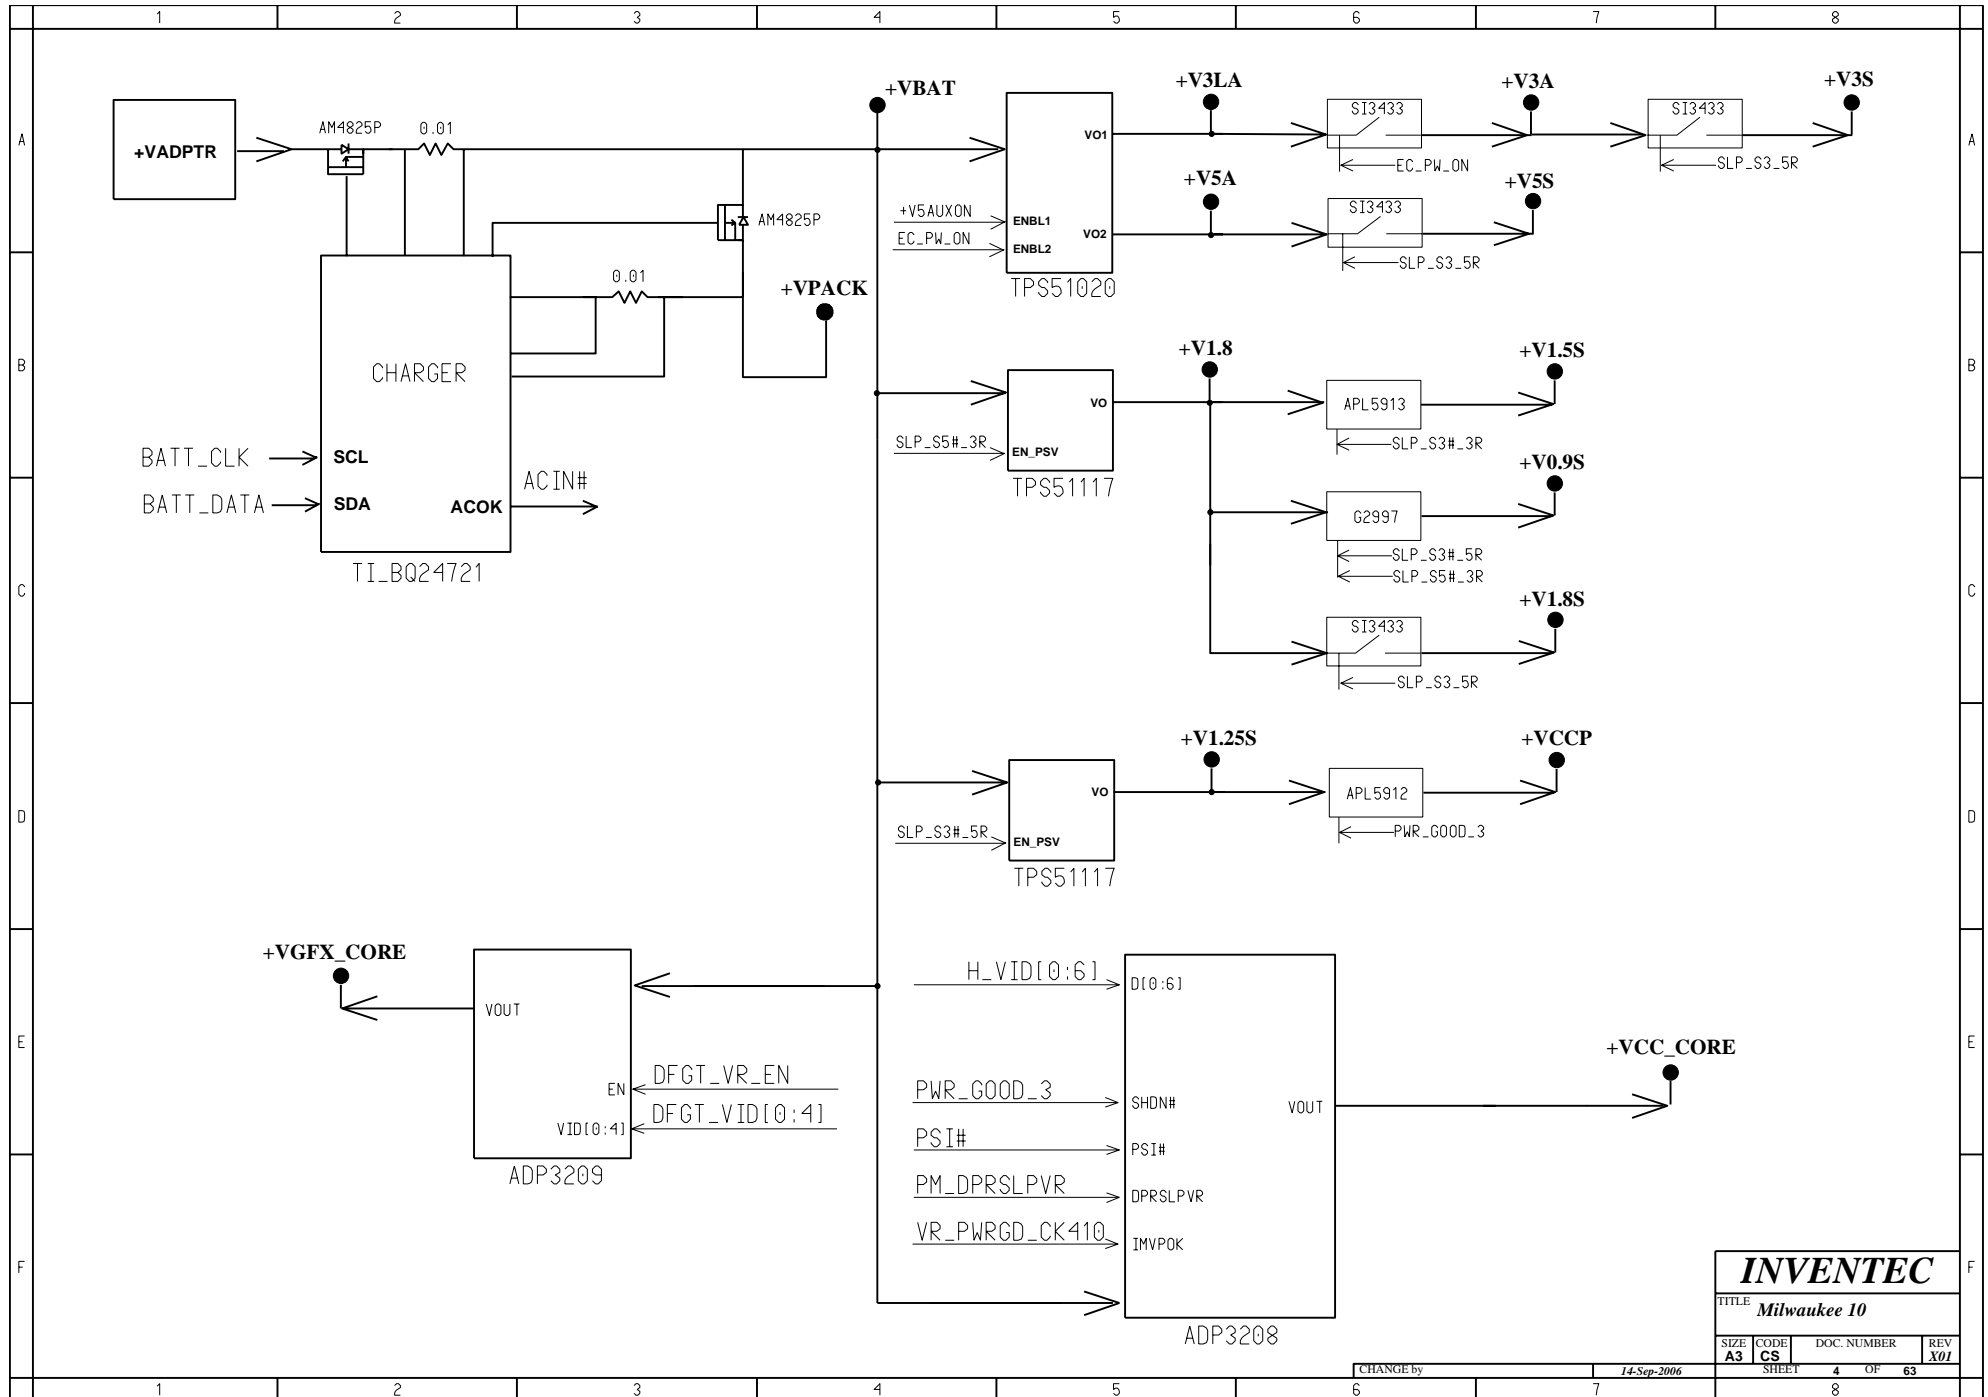 1 2 3 4 5 6 7 8
A
A
B
B
C
C
D
D
E
E
F
F
+VADPTR
AM4825P
0.01
+VBAT
AM4825P
0.01
+VPACK
CHARGER
BATT_CLK
SCL
BATT_DATA
SDA
ACOK
ACIN#
TI_BQ24721
+V5AUXON
ENBL1
EC_PW_ON
ENBL2
VO1
VO2
TPS51020
+V3LA
SI3433
EC_PW_ON
+V3A
SI3433
SLP_S3_5R
+V3S
+V5A
SI3433
SLP_S3_5R
+V5S
VO
SLP_S5#_3R
EN_PSV
TPS51117
+V1.8
APL5913
SLP_S3#_3R
+V1.5S
G2997
SLP_S3#_5R
SLP_S5#_3R
+V0.9S
SI3433
SLP_S3_5R
+V1.8S
VO
SLP_S3#_5R
EN_PSV
TPS51117
+V1.25S
APL5912
PWR_GOOD_3
+VCCP
+VGFX_CORE
VOUT
EN
DFGT_VR_EN
VID[0:4]
DFGT_VID[0:4]
ADP3209
H_VID[0:6]
D[0:6]
PWR_GOOD_3
SHDN#
PSI#
PSI#
PM_DPRSLPVR
DPRSLPVR
VR_PWRGD_CK410
IMVPOK
VOUT
+VCC_CORE
ADP3208
INVENTEC
TITLE
Milwaukee 10
SIZE CODE DOC. NUMBER REV
A3 CS X01
CHANGE by 14-Sep-2006 SHEET 4 OF 63
1 2 3 4 5 6 7 8